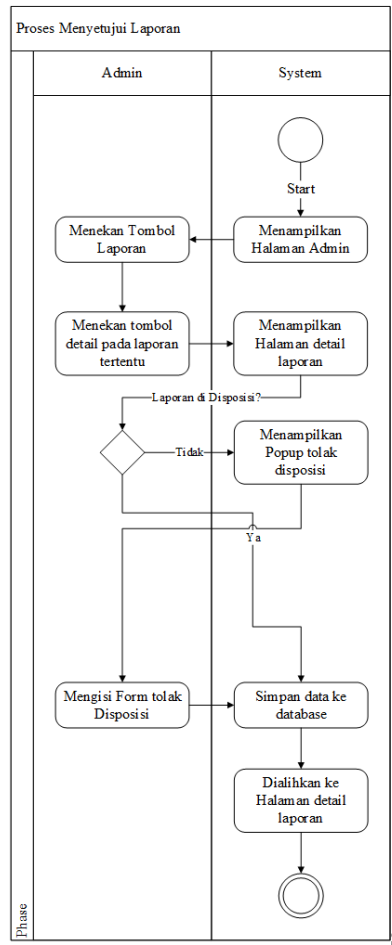 Proses Menyetujui Laporan
Admin
System
Start
Menekan Tombol
Laporan
Menampilkan
Halaman Admin
Menekan tombol
detail pada laporan
tertentu
Menampilkan
Halaman detail
laporan
Laporan di Disposisi?
Tidak
Menampilkan
Popup tolak
disposisi
Ya
Mengisi Form tolak
Disposisi
Simpan data ke
database
Dialihkan ke
Halaman detail
laporan
Phase